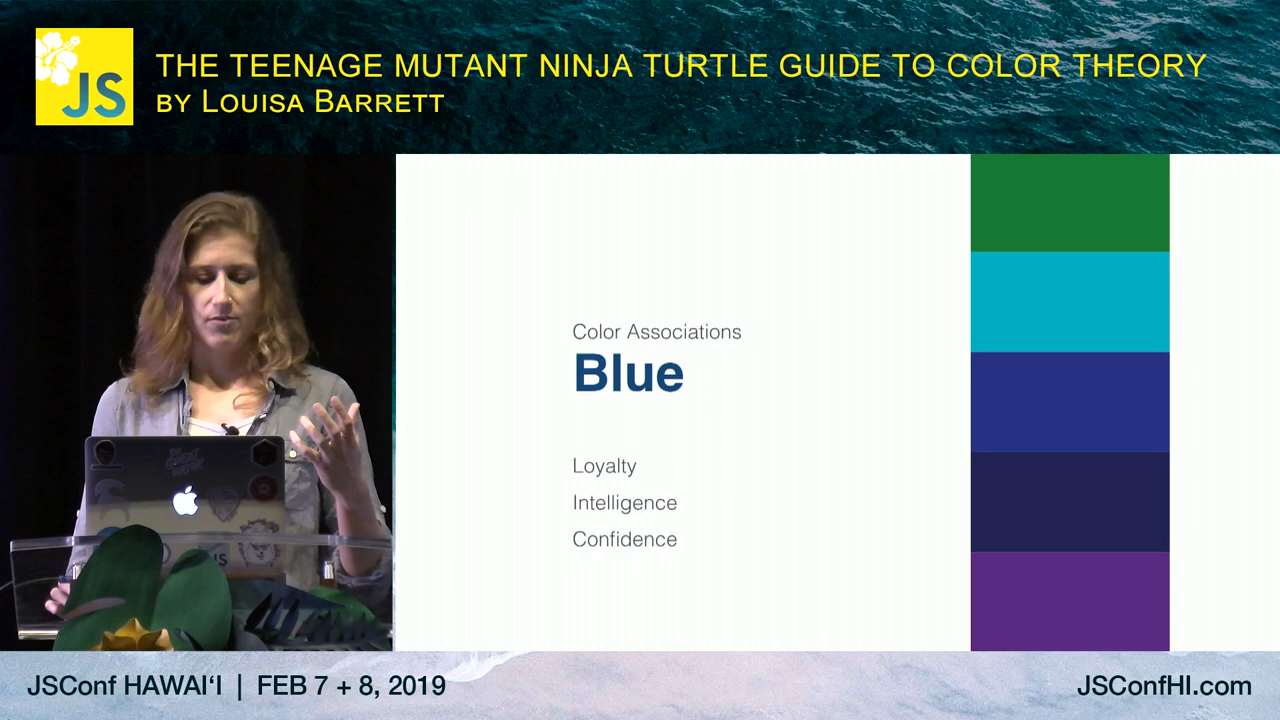 JS
THE TEENAGE MUTANT NINJA TURTLE GUIDE TO COLOR THEORY
BY LOUISA BARRETT
Color Associations
Blue
Loyalty
Intelligence
Confidence
JS
JSConf HAWAI‘I | FEB 7 + 8, 2019
JSConfHI.com